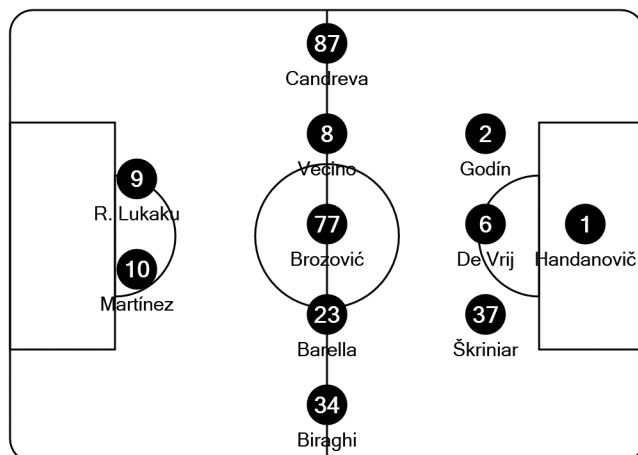 87
Candreva
8
Vecino
2
Godín
9
R. Lukaku
77
Brozović
6
De Vrij
1
Handanovič
10
Martínez
23
Barella
37
Škriniar
34
Biraghi